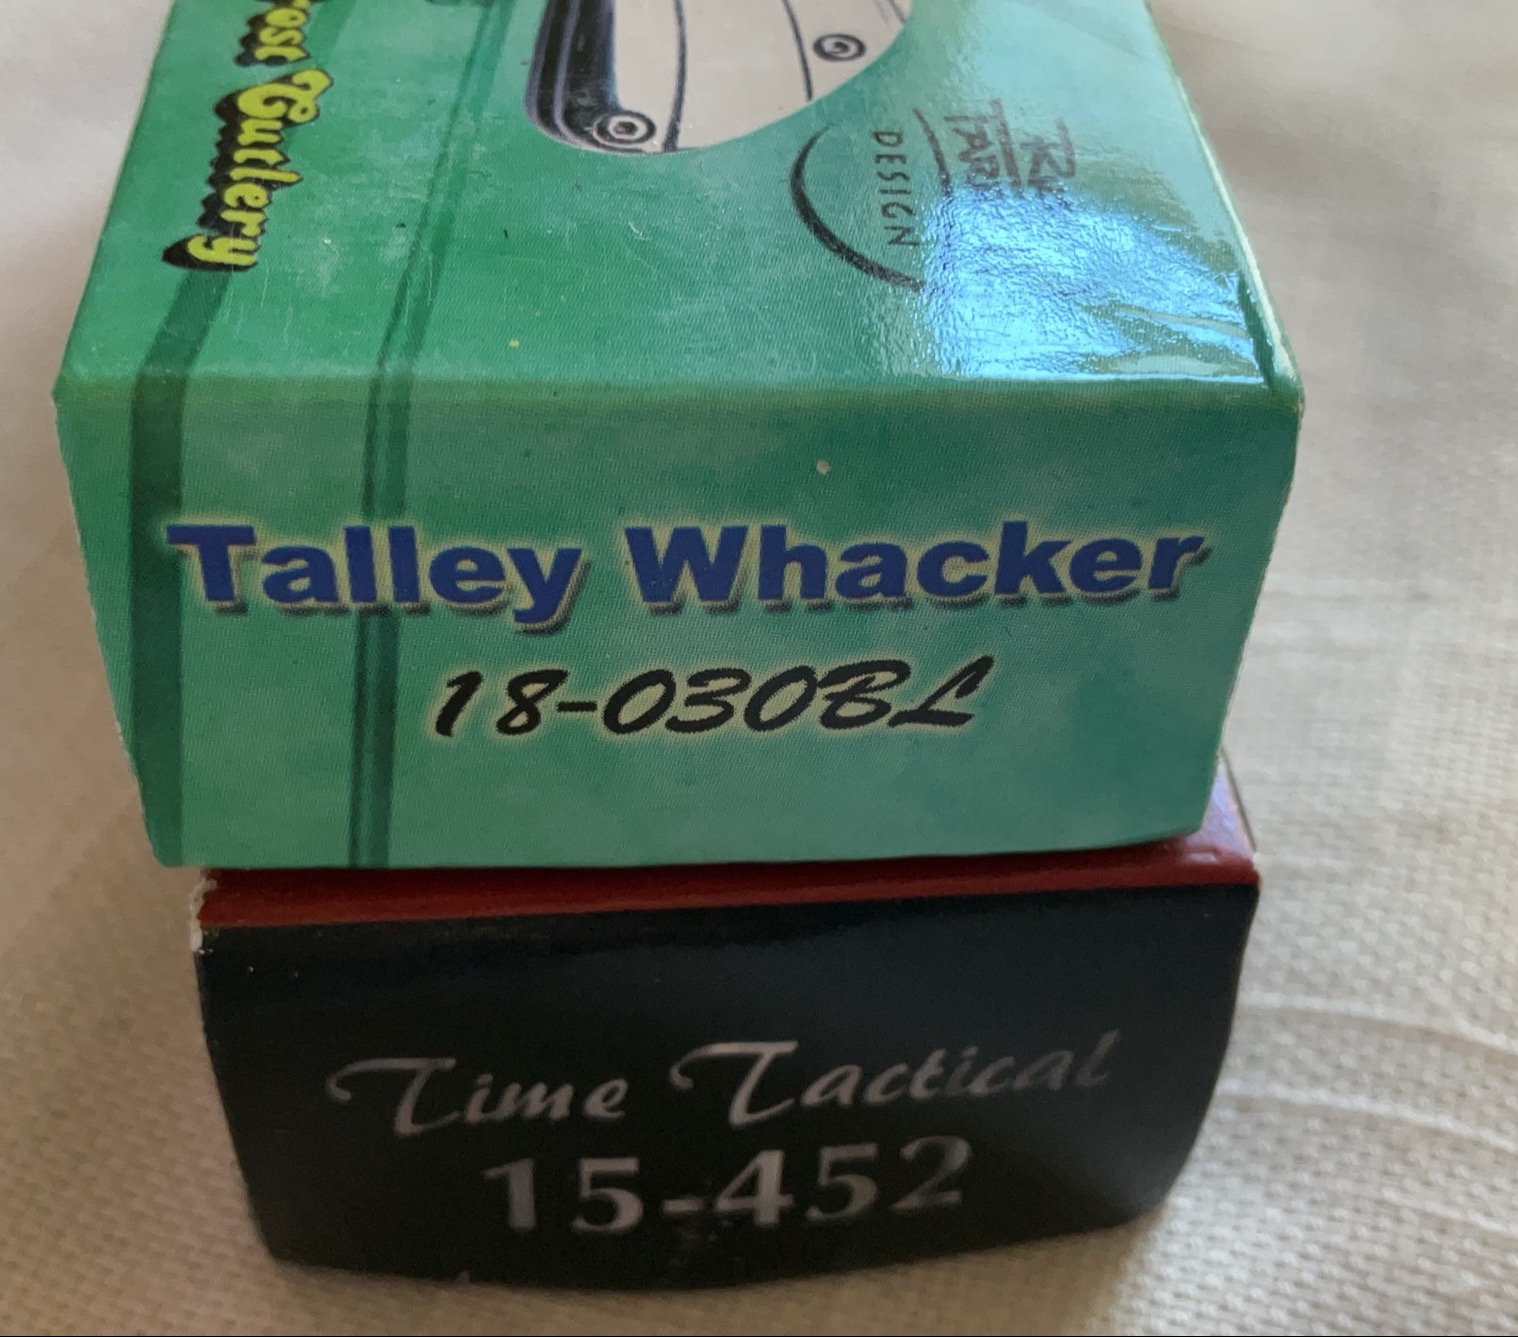 Cutlery
DESIGN
Talley Whacker
18-030BL
Time Tactical
15-452